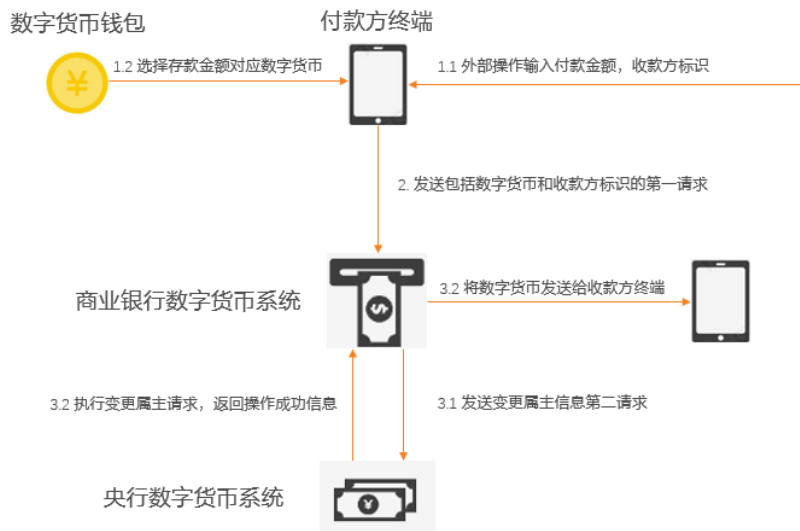 数字货币钱包
付款方终端
1.2 选择存款金额对应数字货币
1.1 外部操作输入付款金额，收款方标识
¥
2. 发送包括数字货币和收款方标识的第一请求
商业银行数字货币系统
$
3.2 将数字货币发送给收款方终端
3.2 执行变更属主请求，返回操作成功信息
3.1 发送变更属主信息第二请求
央行数字货币系统
¥